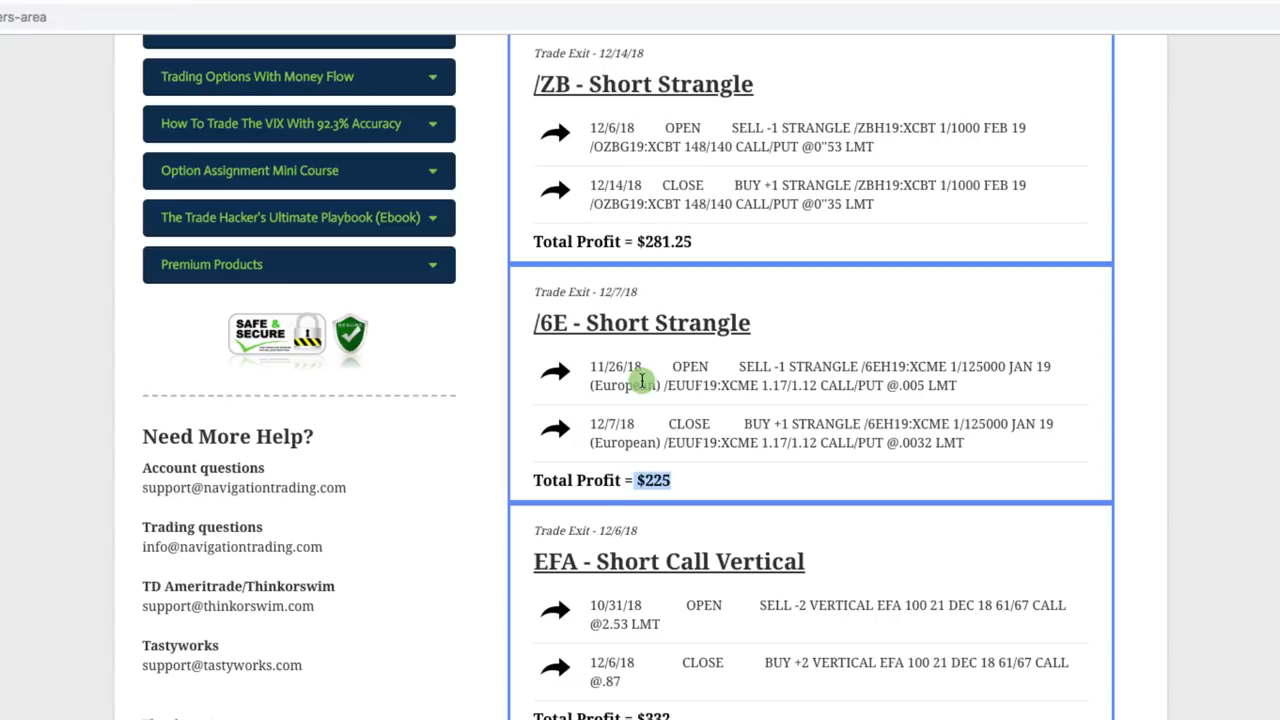 ers-area
Trading Options With Money Flow
How To Trade The VIX With 92.3% Accuracy
Option Assignment Mini Course
The Trade Hacker's Ultimate Playbook (Ebook)
Premium Products
SAFE &
SECURE
SECURE
Need More Help?
Account questions
support@navigationtrading.com
Trading questions
info@navigationtrading.com
TD Ameritrade/Thinkorswim
support@thinkorswim.com
Tastyworks
support@tastyworks.com
Trade Exit - 12/14/18
/ZB - Short Strangle
12/6/18 OPEN SELL -1 STRANGLE /ZBH19:XCBT 1/1000 FEB 19
/OZBG19:XCBT 148/140 CALL/PUT @0"53 LMT
12/14/18 CLOSE BUY +1 STRANGLE /ZBH19:XCBT 1/1000 FEB 19
/OZBG19:XCBT 148/140 CALL/PUT @0"35 LMT
Total Profit = $281.25
Trade Exit - 12/7/18
/6E - Short Strangle
11/26/18 OPEN SELL -1 STRANGLE /6EH19:XCME 1/125000 JAN 19
(European) /EUUF19:XCME 1.17/1.12 CALL/PUT @.005 LMT
12/7/18 CLOSE BUY +1 STRANGLE /6EH19:XCME 1/125000 JAN 19
(European) /EUUF19:XCME 1.17/1.12 CALL/PUT @.0032 LMT
Total Profit = $225
Trade Exit - 12/6/18
EFA - Short Call Vertical
10/31/18 OPEN SELL -2 VERTICAL EFA 100 21 DEC 18 61/67 CALL
@2.53 LMT
12/6/18 CLOSE BUY +2 VERTICAL EFA 100 21 DEC 18 61/67 CALL
@.87
Total Profit = $332